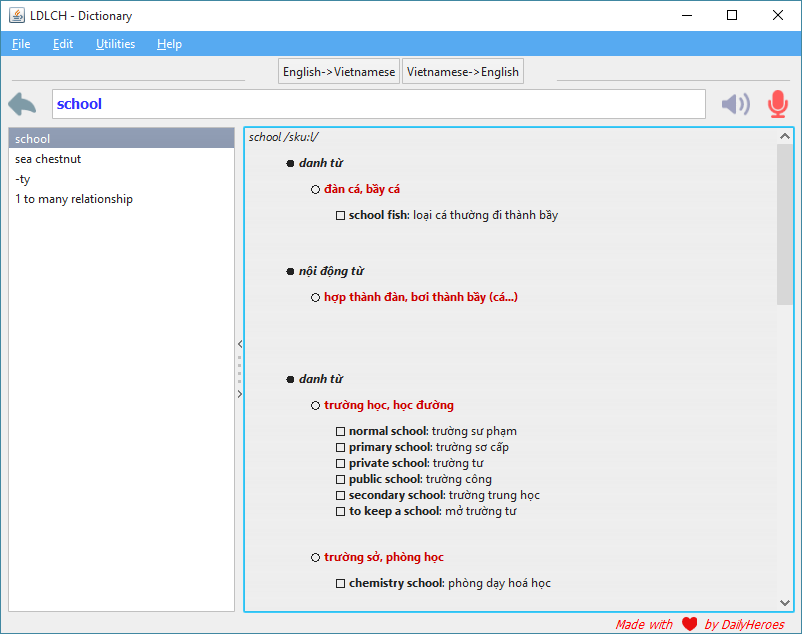 LDLCH - Dictionary
File Edit Utilities Help
English->Vietnamese Vietnamese->English
school
school
sea chestnut
-ty
1 to many relationship
school /sku:l/
danh từ
đàn cá, bầy cá
school fish: loại cá thường đi thành bầy
nội động từ
hợp thành đàn, bơi thành bầy (cá...)
danh từ
trường học, học đường
normal school: trường sư phạm
primary school: trường sơ cấp
private school: trường tư
public school: trường công
secondary school: trường trung học
to keep a school: mở trường tư
trường sở, phòng học
chemistry school: phòng dạy hoá học
Made with by DailyHeroes